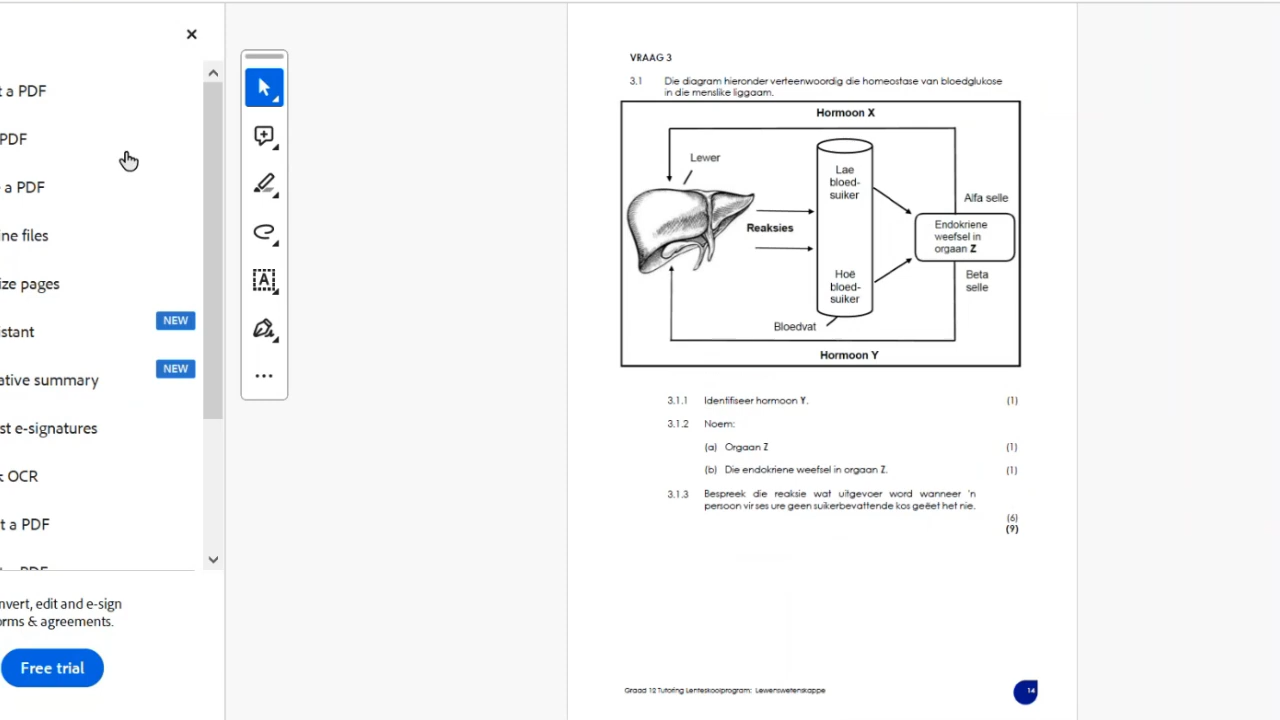 t a PDF
PDF
a PDF
ine files
ize pages
istant
NEW
ative summary
NEW
st e-signatures
OCR
t a PDF
nvert, edit and e-sign
orms & agreements.
Free trial
VRAAG 3
3.1 Die diagram hieronder verteenwoordig die homeostase van bloedglukose
in die menslike liggaam.
Hormoon X
Lewer
Lae
bloed-
suiker
Alfa selle
Reaksies
Endokriene
weefsel in
orgaan Z
Hoë
bloed-
suiker
Beta
selle
Bloedvat
Hormoon Y
3.1.1 Identifiseer hormoon Y. (1)
3.1.2 Noem:
(a) Orgaan Z (1)
(b) Die endokriene weefsel in orgaan Z. (1)
3.1.3 Bespreek die reaksie wat uitgevoer word wanneer 'n
persoon vir ses ure geen suikerbevattende kos geëet het nie.
(6)
(9)
Graad 12 Tutoring Lenteskoolprogram: Lewenswetenskappe
14